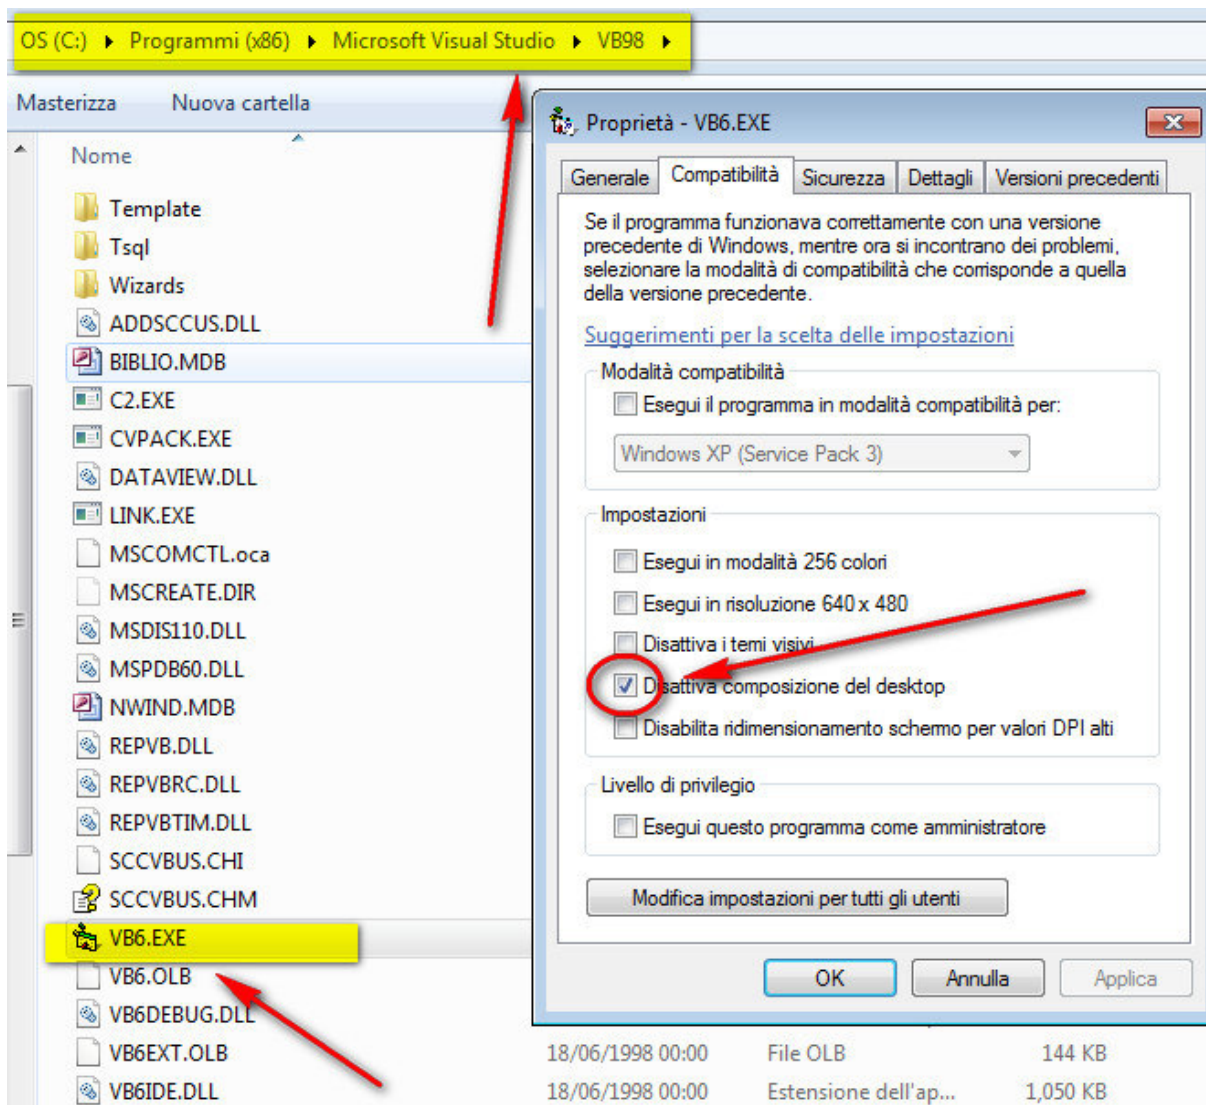 OS (C:) ▸ Programmi (x86) ▸ Microsoft Visual Studio ▸ VB98 ▸
Masterizza Nuova cartella
Nome
Template
Tsql
Wizards
ADDSCCUS.DLL
BIBLIO.MDB
C2.EXE
CVPACK.EXE
DATAVIEW.DLL
LINK.EXE
MSCOMCTL.oca
MSCREATE.DIR
MSDIS110.DLL
MSPDB60.DLL
NWIND.MDB
REPVB.DLL
REPVBRC.DLL
REPVBTIM.DLL
SCCVBUS.CHI
SCCVBUS.CHM
VB6.EXE
VB6.OLB
VB6DEBUG.DLL
VB6EXT.OLB 18/06/1998 00:00 File OLB 144 KB
VB6IDE.DLL 18/06/1998 00:00 Estensione dell'ap... 1,050 KB
Proprietà - VB6.EXE
Generale Compatibilità Sicurezza Dettagli Versioni precedenti
Se il programma funzionava correttamente con una versione
precedente di Windows, mentre ora si incontrano dei problemi,
selezionare la modalità di compatibilità che corrisponde a quella
della versione precedente.
Suggerimenti per la scelta delle impostazioni
Modalità compatibilità
Esegui il programma in modalità compatibilità per:
Windows XP (Service Pack 3)
Impostazioni
Esegui in modalità 256 colori
Esegui in risoluzione 640 x 480
Disattiva i temi visivi
Disattiva composizione del desktop
Disabilita ridimensionamento schermo per valori DPI alti
Livello di privilegio
Esegui questo programma come amministratore
Modifica impostazioni per tutti gli utenti
OK Annulla Applica